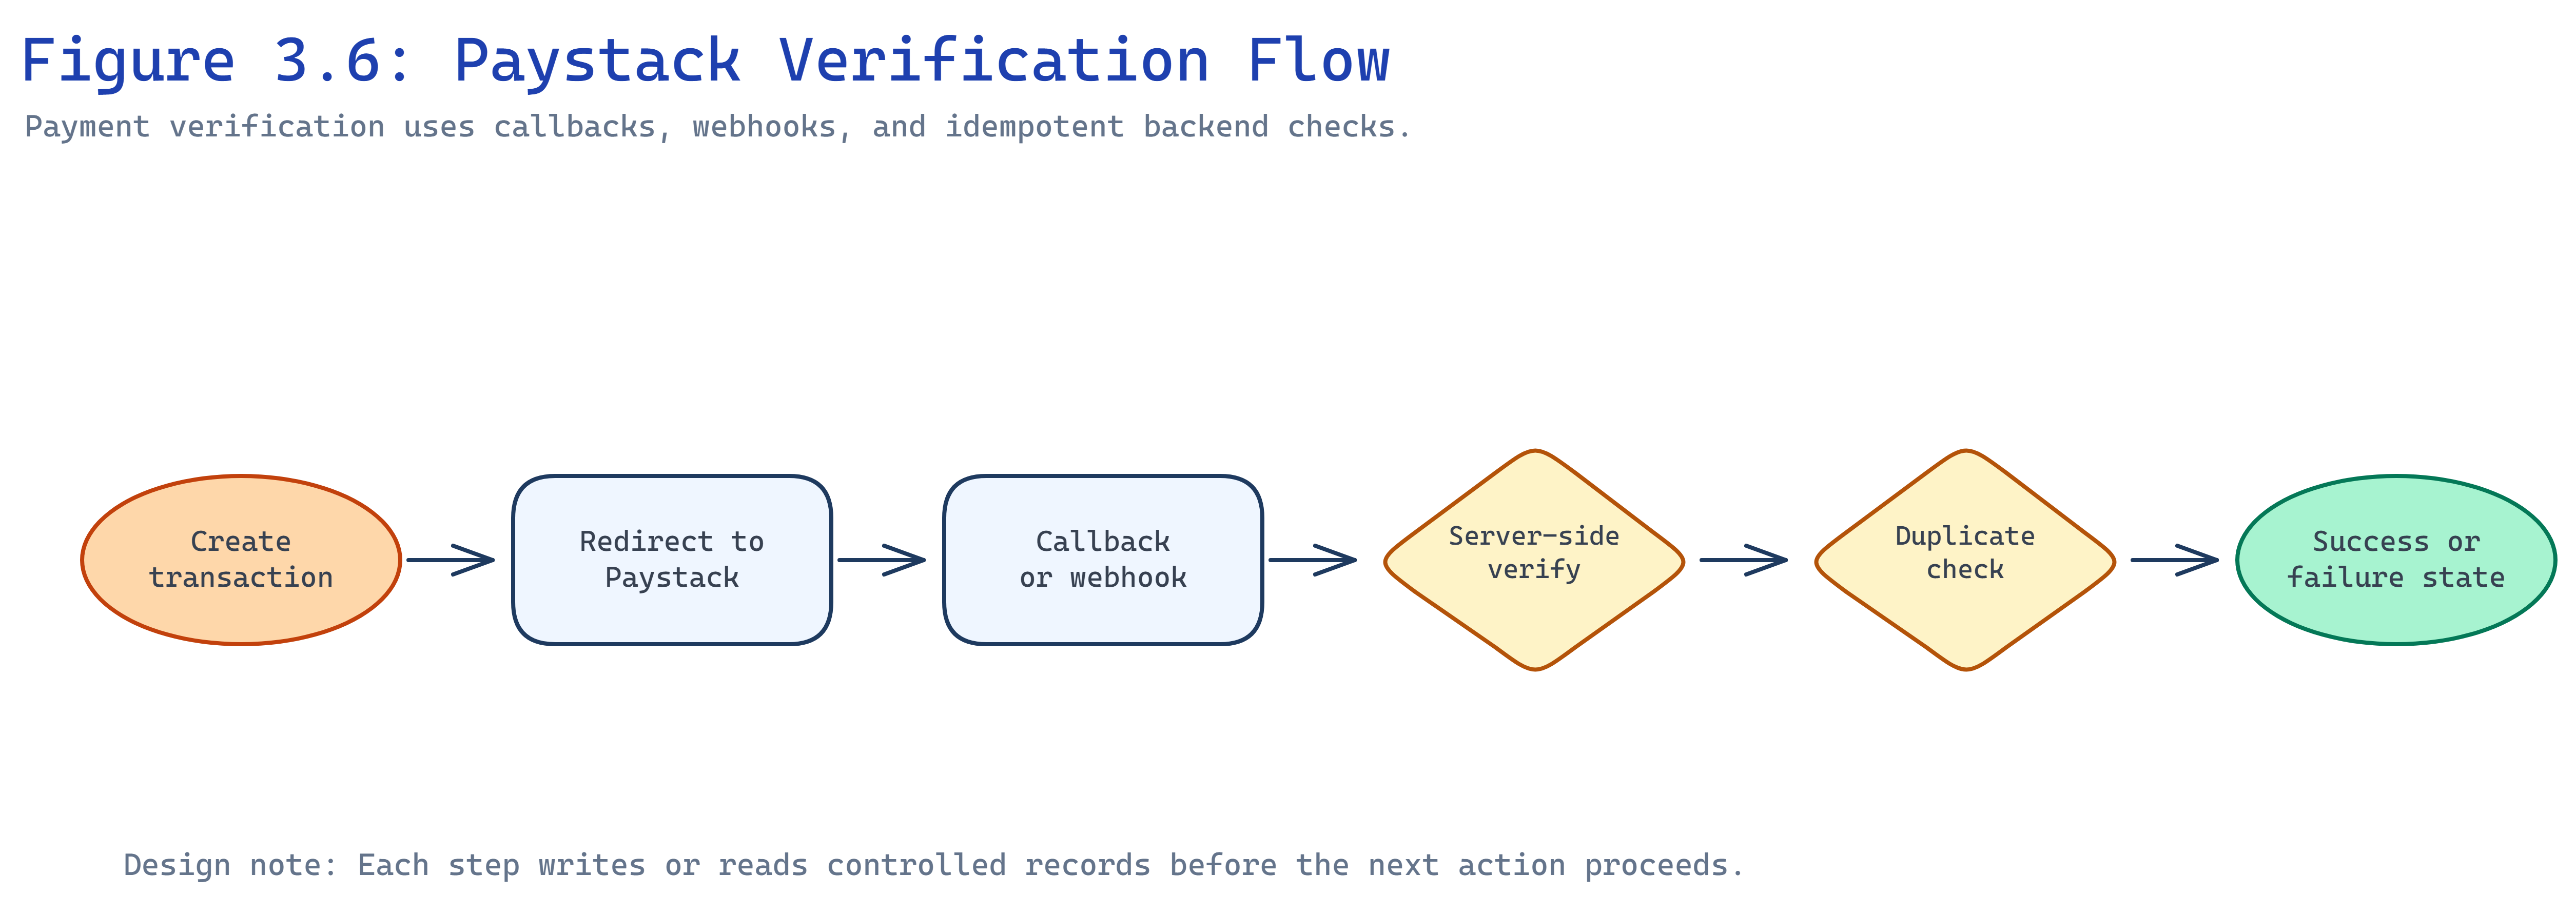 Figure 3.6: Paystack Verification Flow
Payment verification uses callbacks, webhooks, and idempotent backend checks.
Create
transaction
Redirect to
Paystack
Callback
or webhook
Server-side
verify
Duplicate
check
Success or
failure state
Design note: Each step writes or reads controlled records before the next action proceeds.